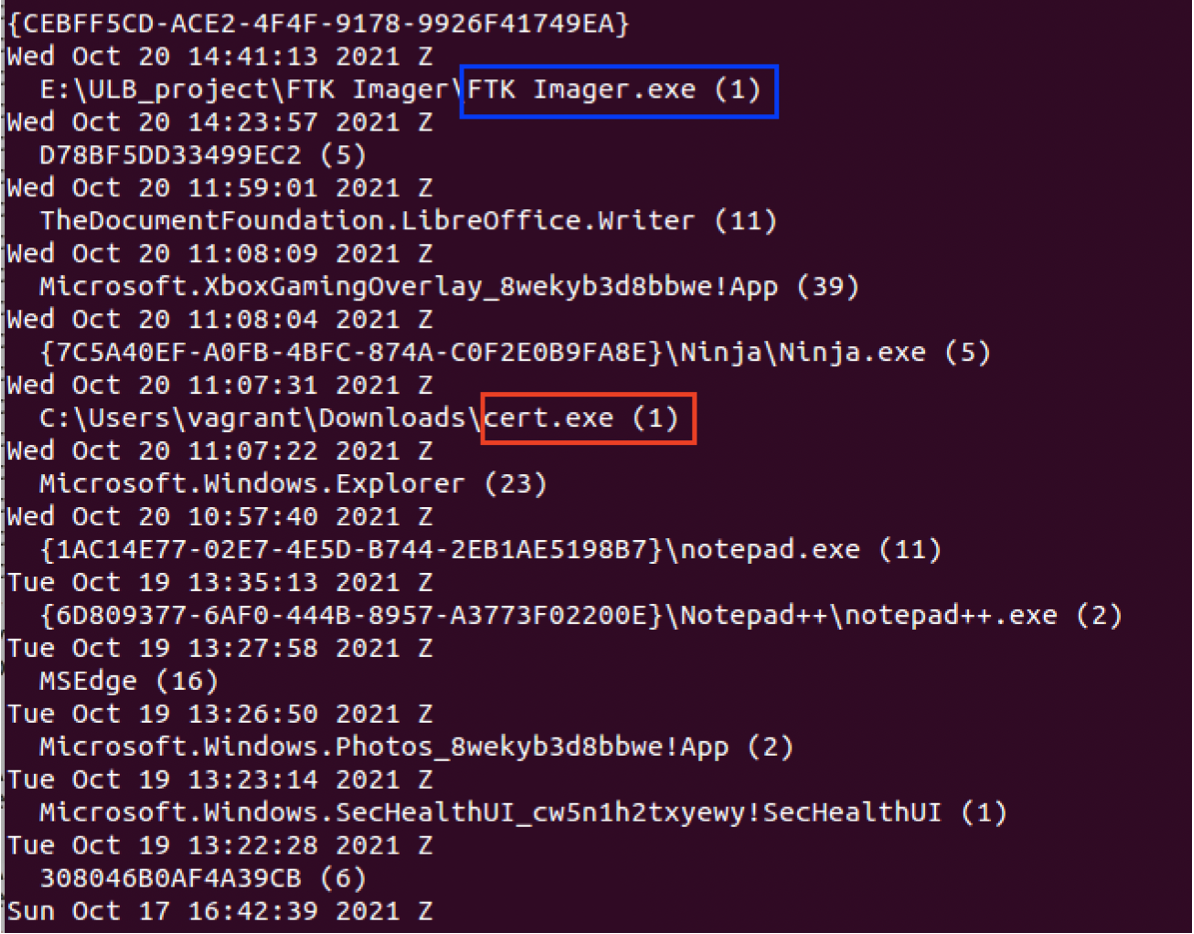 {CEBFF5CD-ACE2-4F4F-9178-9926F41749EA}
Wed Oct 20 14:41:13 2021 Z
E:\ULB_project\FTK Imager\FTK Imager.exe (1)
Wed Oct 20 14:23:57 2021 Z
D78BF5DD33499EC2 (5)
Wed Oct 20 11:59:01 2021 Z
TheDocumentFoundation.LibreOffice.Writer (11)
Wed Oct 20 11:08:09 2021 Z
Microsoft.XboxGamingOverlay_8wekyb3d8bbwe!App (39)
Wed Oct 20 11:08:04 2021 Z
{7C5A40EF-A0FB-4BFC-874A-C0F2E0B9FA8E}\Ninja\Ninja.exe (5)
Wed Oct 20 11:07:31 2021 Z
C:\Users\vagrant\Downloads\cert.exe (1)
Wed Oct 20 11:07:22 2021 Z
Microsoft.Windows.Explorer (23)
Wed Oct 20 10:57:40 2021 Z
{1AC14E77-02E7-4E5D-B744-2EB1AE5198B7}\notepad.exe (11)
Tue Oct 19 13:35:13 2021 Z
{6D809377-6AF0-444B-8957-A3773F02200E}\Notepad++\notepad++.exe (2)
Tue Oct 19 13:27:58 2021 Z
MSEdge (16)
Tue Oct 19 13:26:50 2021 Z
Microsoft.Windows.Photos_8wekyb3d8bbwe!App (2)
Tue Oct 19 13:23:14 2021 Z
Microsoft.Windows.SecHealthUI_cw5n1h2txyewy!SecHealthUI (1)
Tue Oct 19 13:22:28 2021 Z
308046B0AF4A39CB (6)
Sun Oct 17 16:42:39 2021 Z